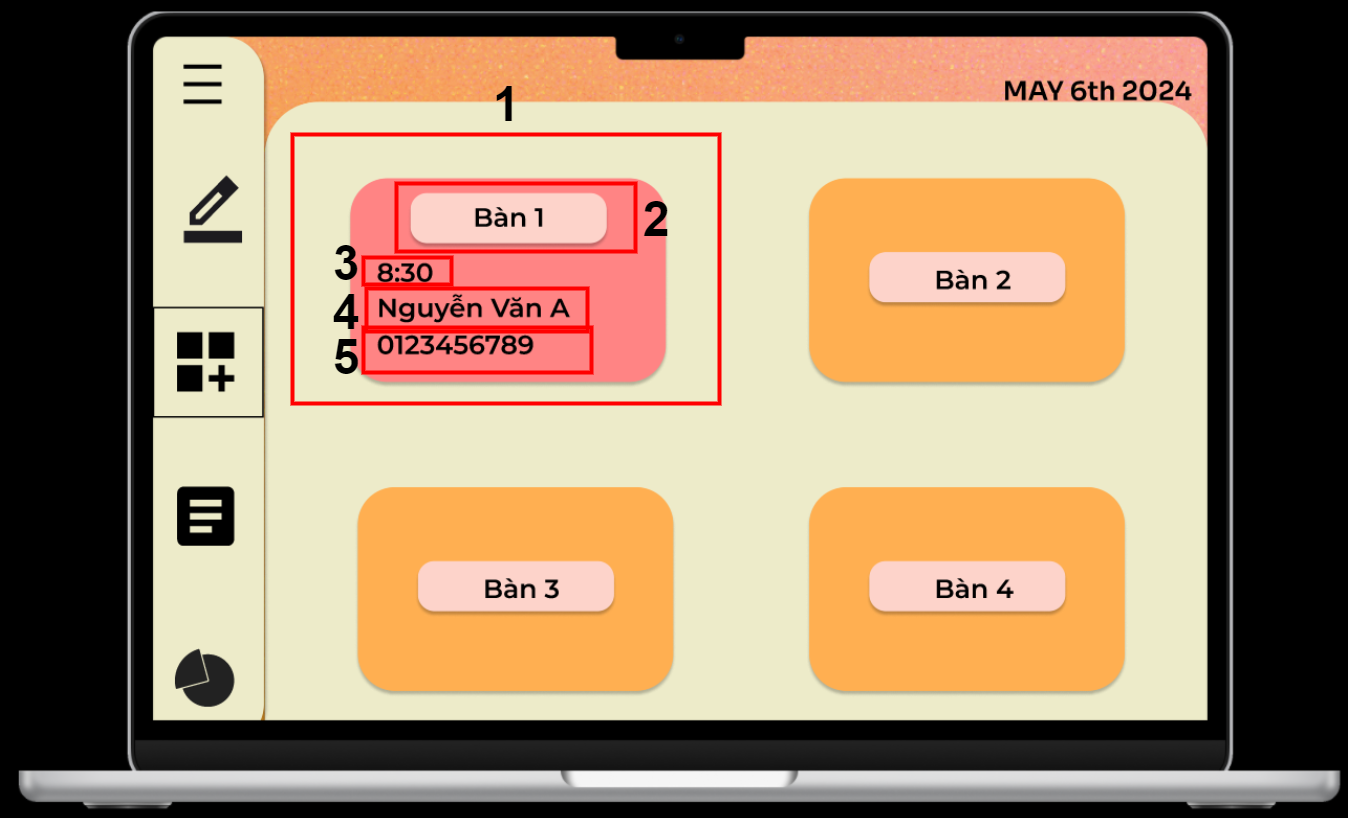 MAY 6th 2024
1
Bàn 1
2
3
8:30
4
Nguyễn Văn A
5
0123456789
Bàn 2
Bàn 3
Bàn 4